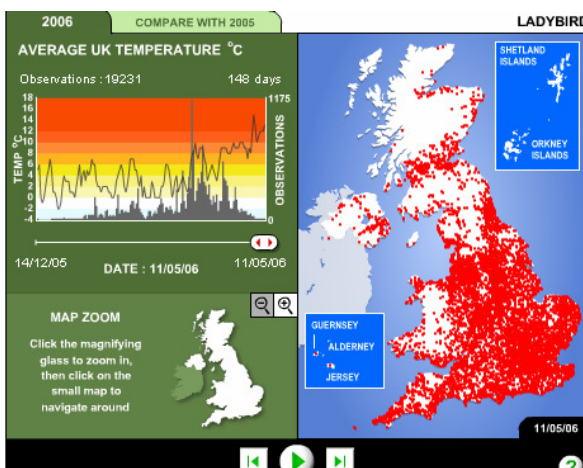 2006
COMPARE WITH 2005
LADYBIRD
AVERAGE UK TEMPERATURE °C
Observations : 19231
148 days
18
16
14
12
10
8
6
4
2
0
-2
-4
TEMP °C
1175
0
OBSERVATIONS
14/12/05
DATE : 11/05/06
11/05/06
MAP ZOOM
Click the magnifying
glass to zoom in,
then click on the
small map to
navigate around
SHETLAND
ISLANDS
ORKNEY
ISLANDS
GUERNSEY
ALDERNEY
JERSEY
11/05/06
?